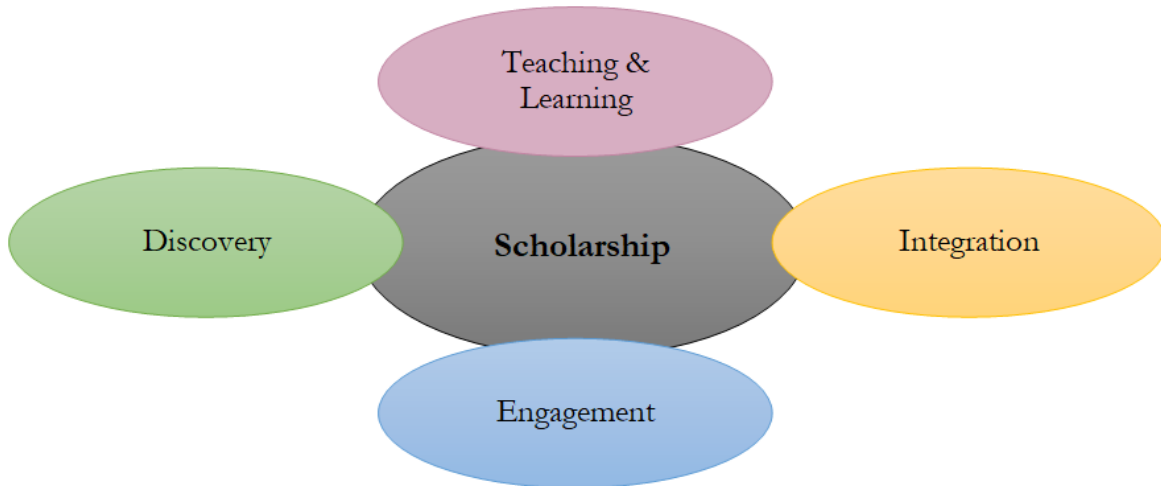 Teaching &
Learning
Discovery
Scholarship
Integration
Engagement